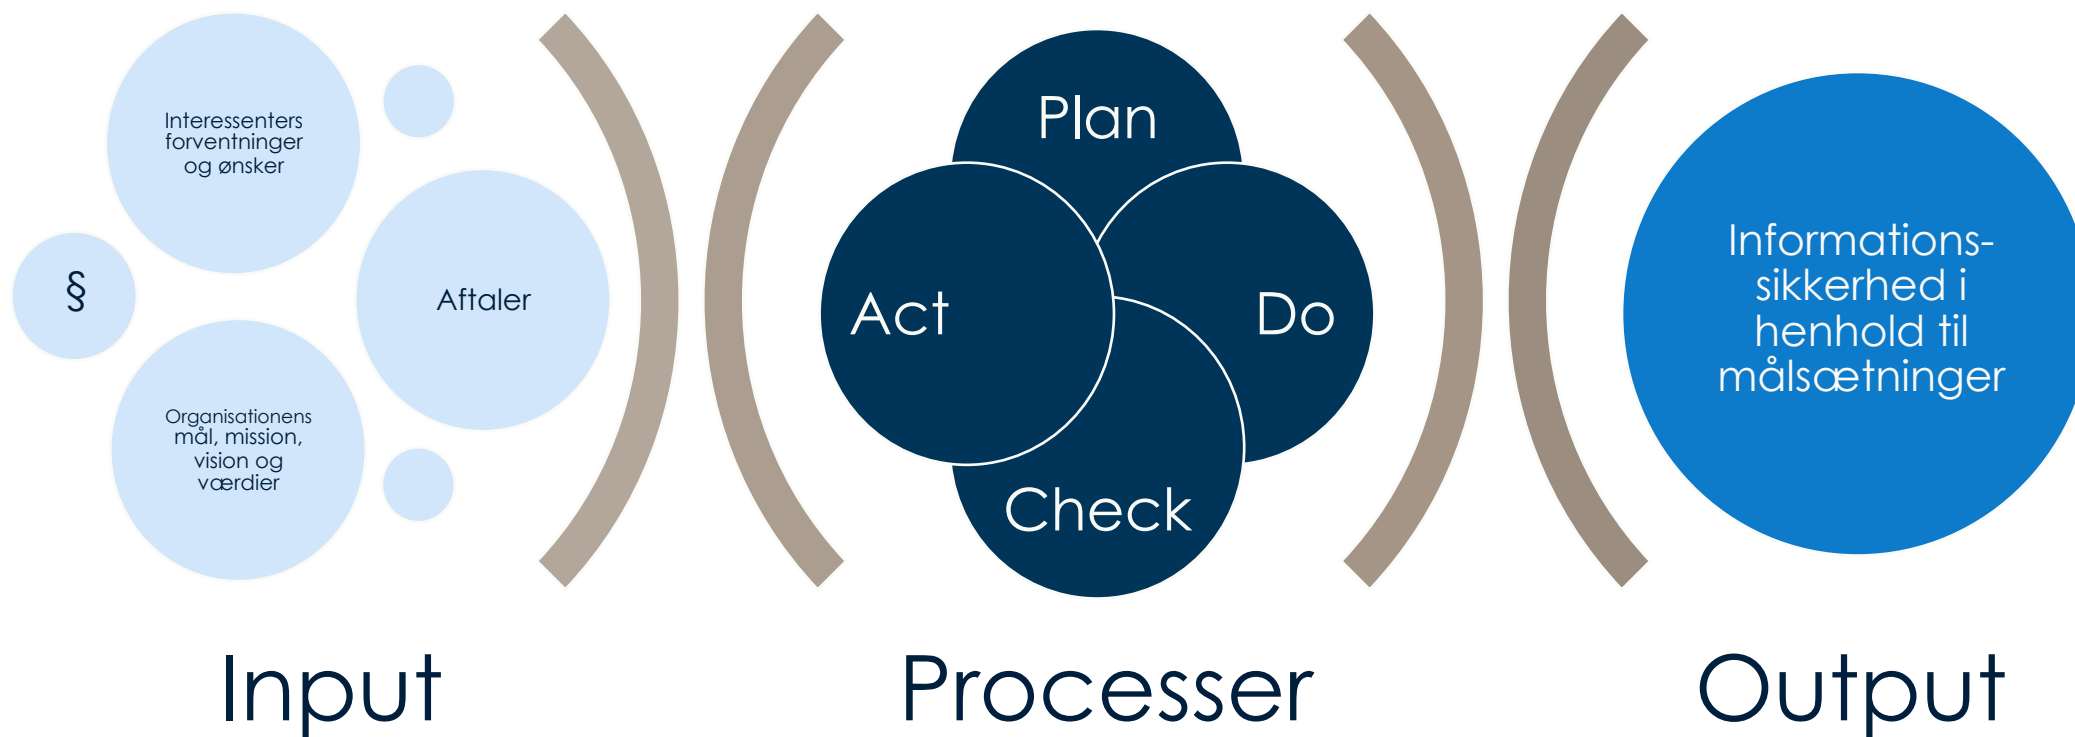 Interessenters
forventninger
og ønsker
§
Aftaler
Organisationens
mål, mission,
vision og
værdier
Input
Plan
Act
Do
Check
Processer
Informations-
sikkerhed i
henhold til
målsætninger
Output